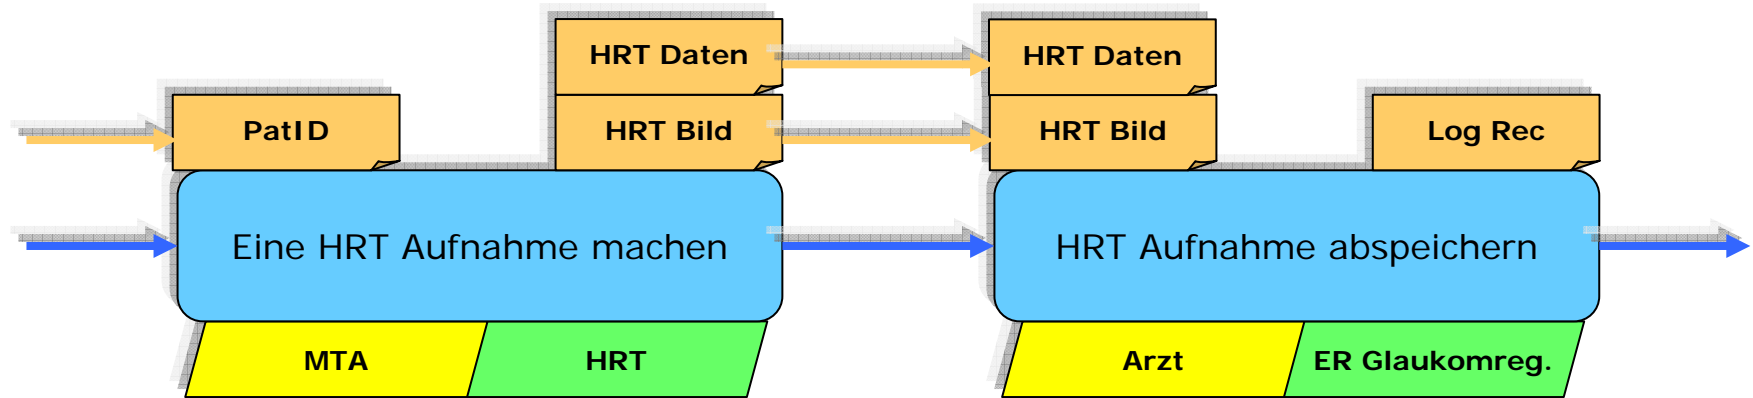 HRT Daten
HRT Daten
PatID
HRT Bild
HRT Bild
Log Rec
Eine HRT Aufnahme machen
HRT Aufnahme abspeichern
MTA
HRT
Arzt
ER Glaukomreg.